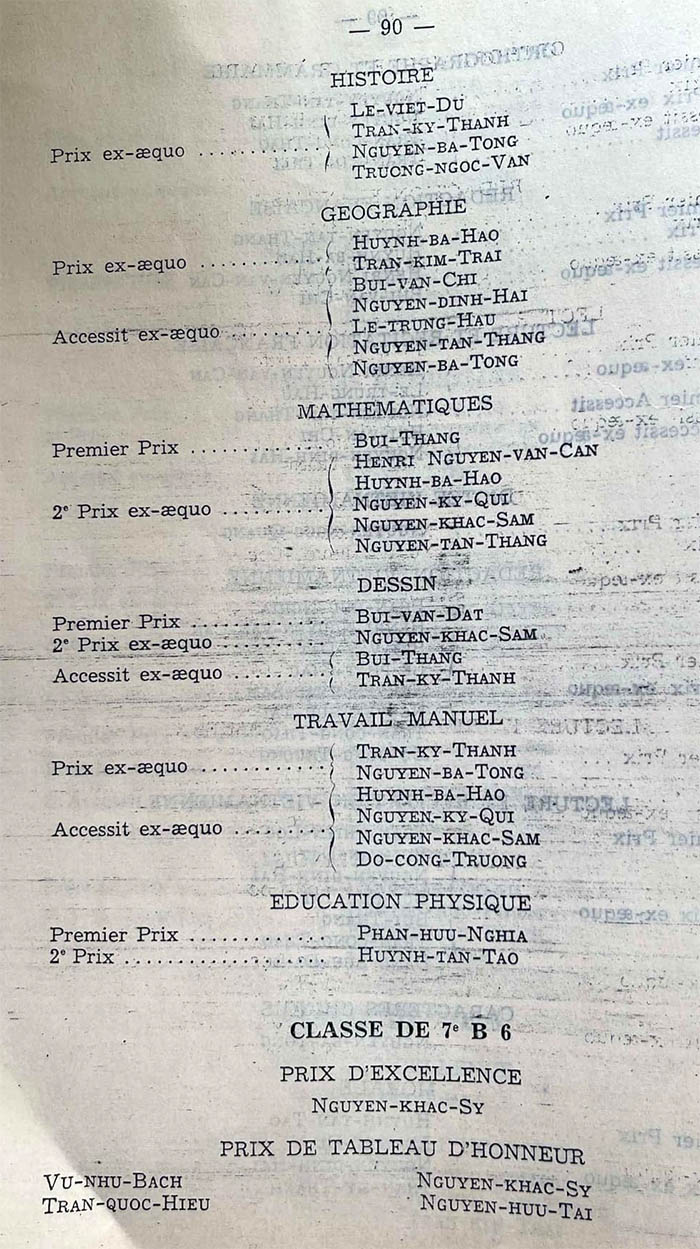 — 90 —
HISTOIRE
LE-VIET-DU
TRAN-KY-THANH
Prix ex-æquo .......... NGUYEN-BA-TONG
TRUONG-NGOC-VAN
GEOGRAPHIE
HUYNH-BA-HAO
Prix ex-æquo .......... TRAN-KIM-TRAI
BUI-VAN-CHI
NGUYEN-DINH-HAI
Accessit ex-æquo .......... LE-TRUNG-HAU
NGUYEN-TAN-THANG
NGUYEN-BA-TONG
MATHEMATIQUES
Premier Prix .......... BUI-THANG
HENRI NGUYEN-VAN-CAN
HUYNH-BA-HAO
2e Prix ex-æquo .......... NGUYEN-KY-QUI
NGUYEN-KHAC-SAM
NGUYEN-TAN-THANG
DESSIN
Premier Prix .......... BUI-VAN-DAT
2e Prix ex-æquo .......... NGUYEN-KHAC-SAM
BUI-THANG
Accessit ex-æquo .......... TRAN-KY-THANH
TRAVAIL MANUEL
TRAN-KY-THANH
Prix ex-æquo .......... NGUYEN-BA-TONG
HUYNH-BA-HAO
NGUYEN-KY-QUI
Accessit ex-æquo .......... NGUYEN-KHAC-SAM
DO-CONG-TRUONG
EDUCATION PHYSIQUE
Premier Prix .......... PHAN-HUU-NGHIA
2e Prix .......... HUYNH-TAN-TAO
CLASSE DE 7e B 6
PRIX D'EXCELLENCE
NGUYEN-KHAC-SY
PRIX DE TABLEAU D'HONNEUR
VU-NHU-BACH NGUYEN-KHAC-SY
TRAN-QUOC-HIEU NGUYEN-HUU-TAI